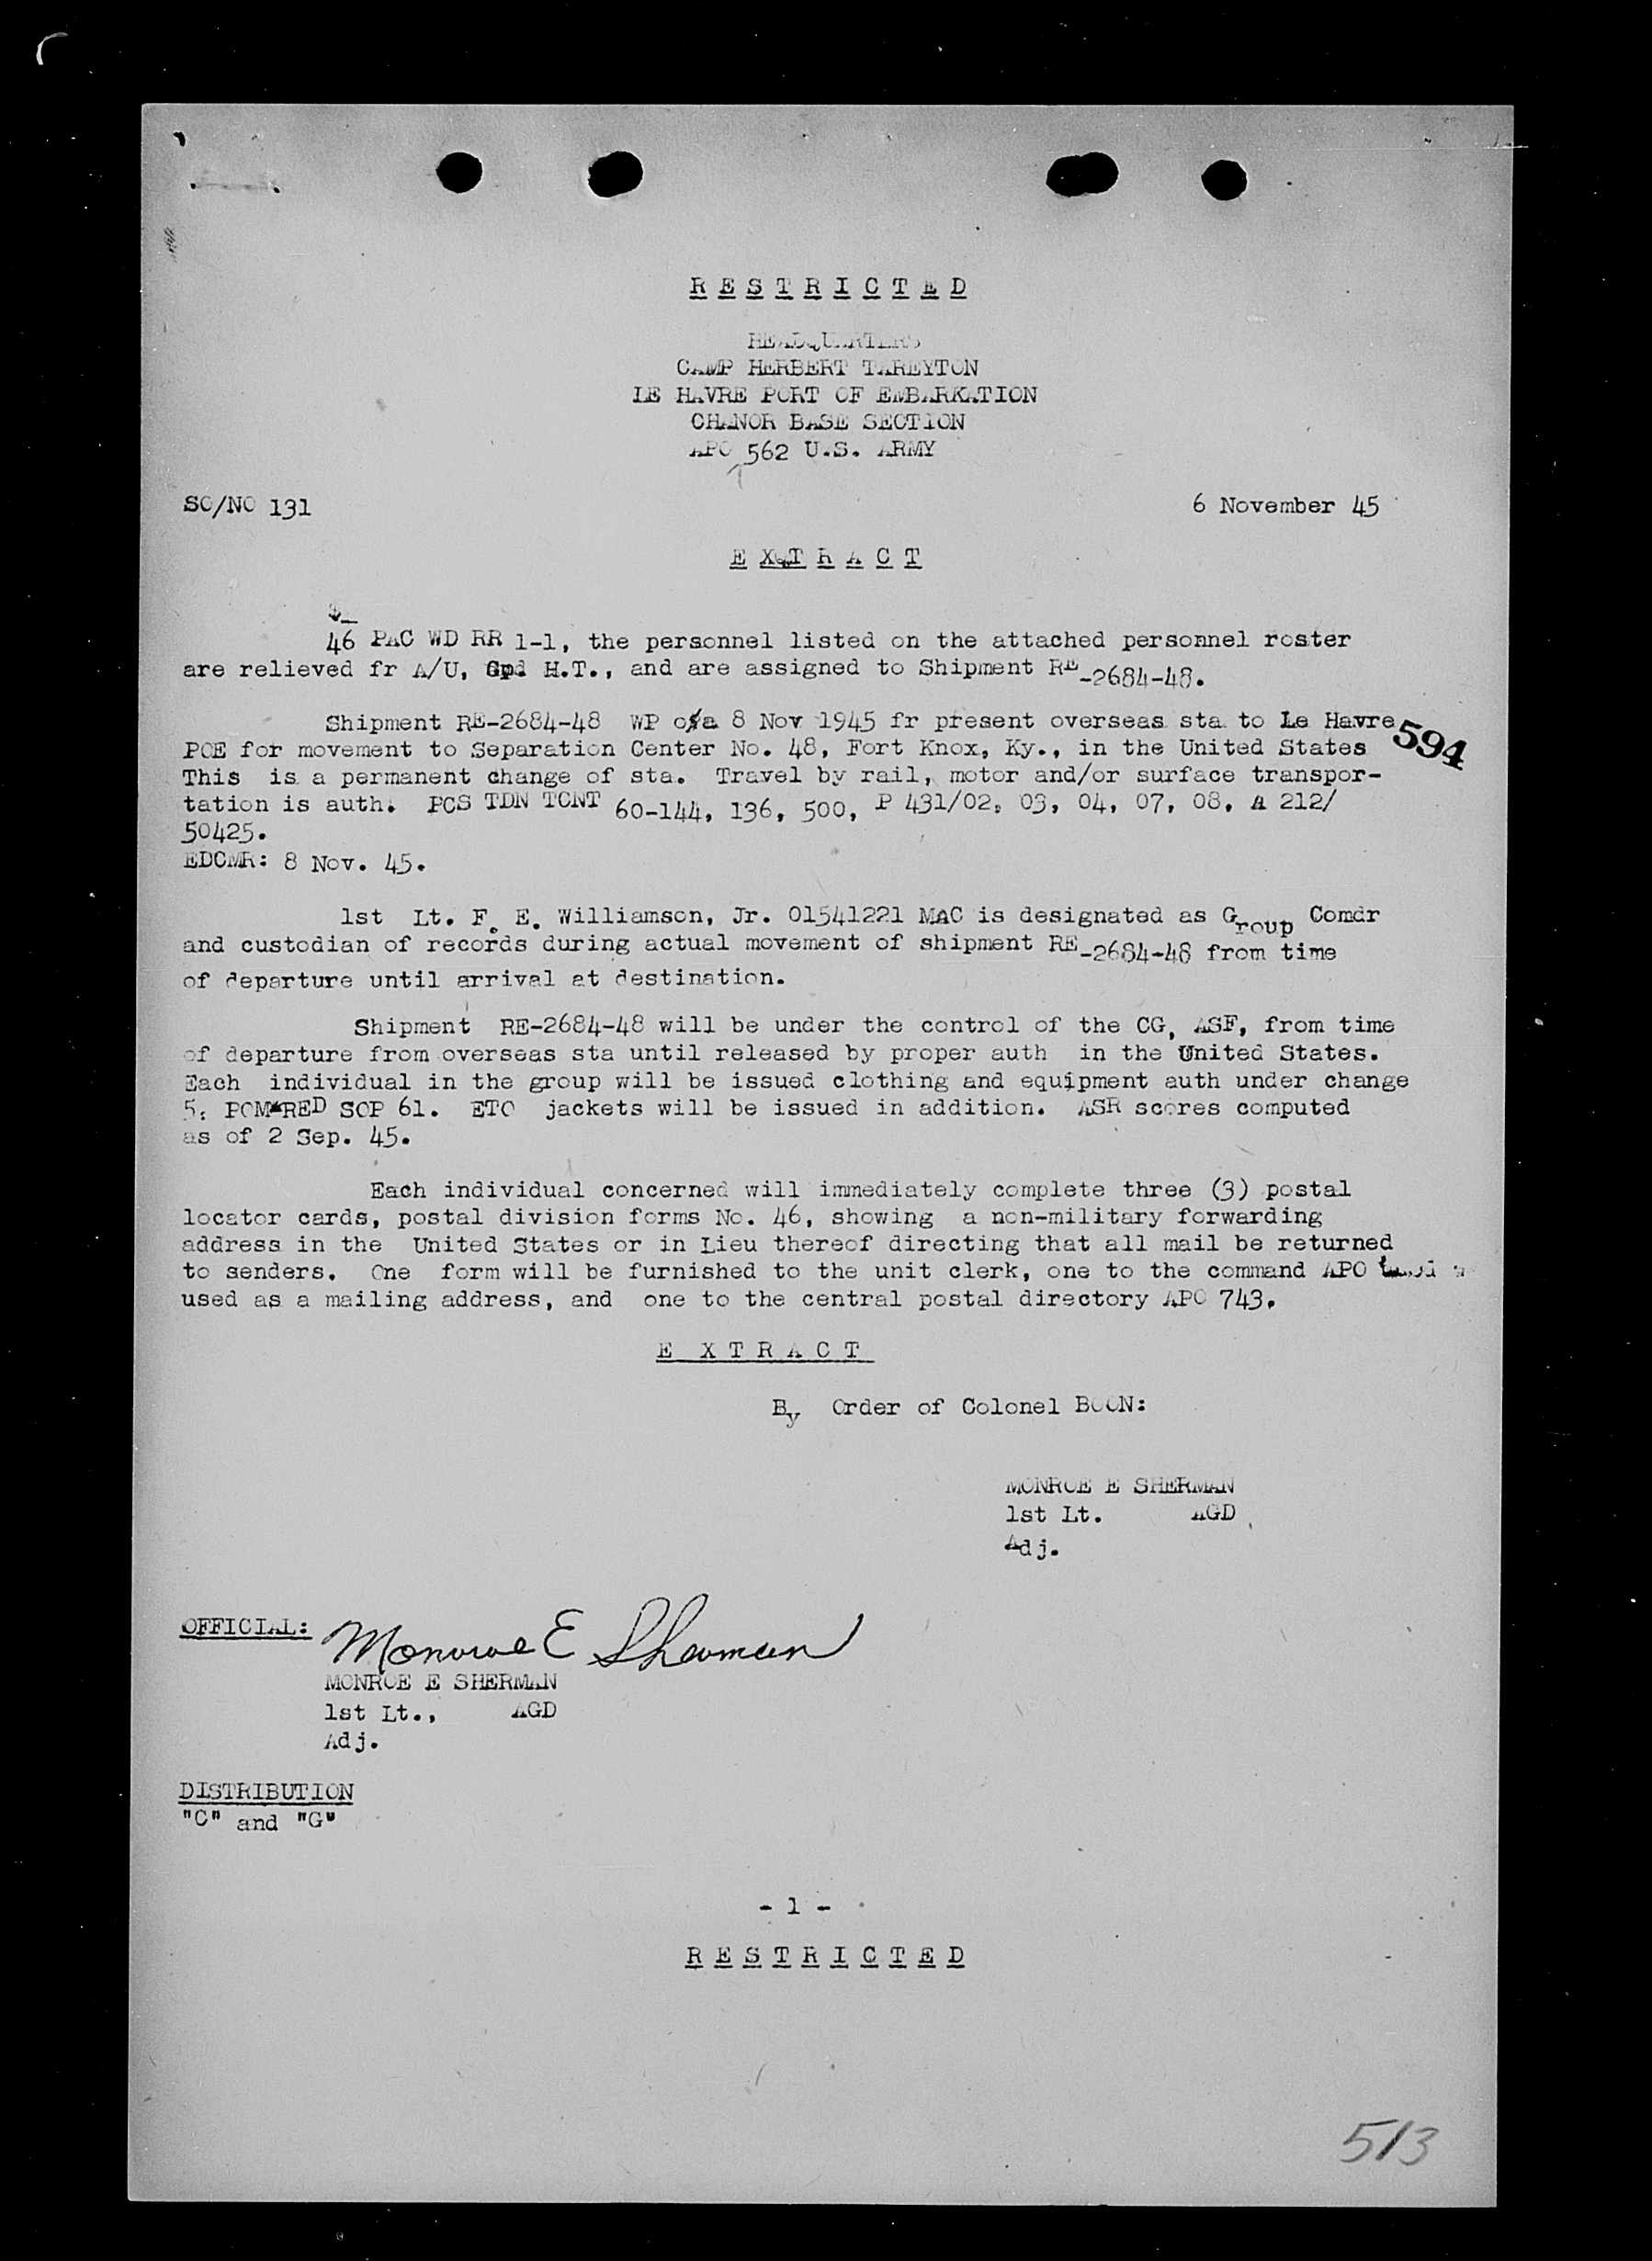 R E S T R I C T E D
HEADQUARTERS
CAMP HERBERT TAREYTON
LE HAVRE PORT OF EMBARKATION
CHANOR BASE SECTION
APO 562 U.S. ARMY
SO/NO 131 6 November 45
E X T R A C T
46 PAC WD RR 1-1, the personnel listed on the attached personnel roster
are relieved fr A/U, Gpd H.T., and are assigned to Shipment RE-2684-48.
Shipment RE-2684-48 WP o/a 8 Nov 1945 fr present overseas sta to Le Havre
594
POE for movement to Separation Center No. 48, Fort Knox, Ky., in the United States
This is a permanent change of sta. Travel by rail, motor and/or surface transpor-
tation is auth. PCS TDN TCNT 60-144, 136, 500, P 431/02, 03, 04, 07, 08, A 212/
50425.
EDCMR: 8 Nov. 45.
1st Lt. F. E. Williamson, Jr. 01541221 MAC is designated as Group Comdr
and custodian of records during actual movement of shipment RE-2684-48 from time
of departure until arrival at destination.
Shipment RE-2684-48 will be under the control of the CG, ASF, from time
of departure from overseas sta until released by proper auth in the United States.
Each individual in the group will be issued clothing and equipment auth under change
5, POM-RED SOP 61. ETO jackets will be issued in addition. ASR scores computed
as of 2 Sep. 45.
Each individual concerned will immediately complete three (3) postal
locator cards, postal division forms No. 46, showing a non-military forwarding
address in the United States or in Lieu thereof directing that all mail be returned
to senders. One form will be furnished to the unit clerk, one to the command APO
used as a mailing address, and one to the central postal directory APO 743.
E X T R A C T
By Order of Colonel BOON:
MONROE E SHERMAN
1st Lt. AGD
Adj.
OFFICIAL: Monroe E Sherman
MONROE E SHERMAN
1st Lt., AGD
Adj.
DISTRIBUTION
"C" and "G"
- 1 -
R E S T R I C T E D
513